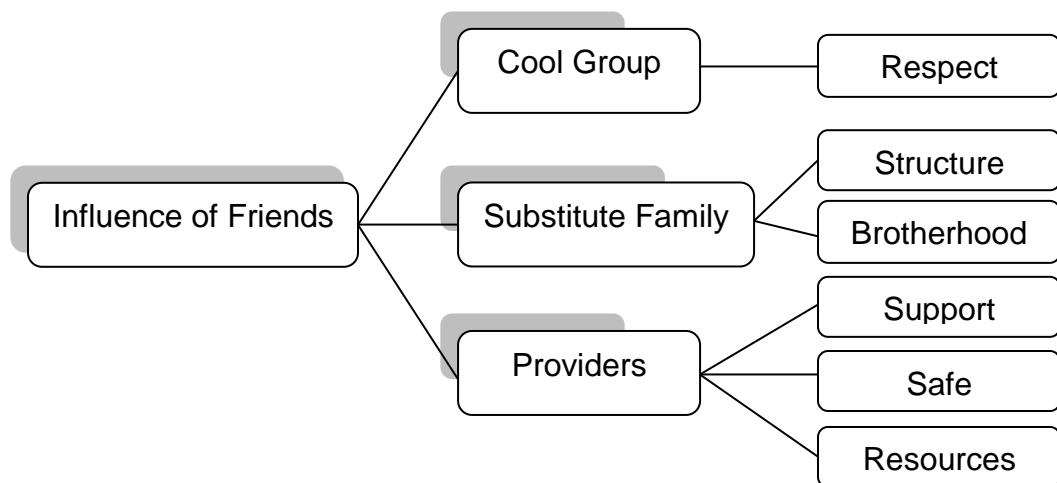 Influence of Friends
Cool Group
Respect
Substitute Family
Structure
Brotherhood
Providers
Support
Safe
Resources